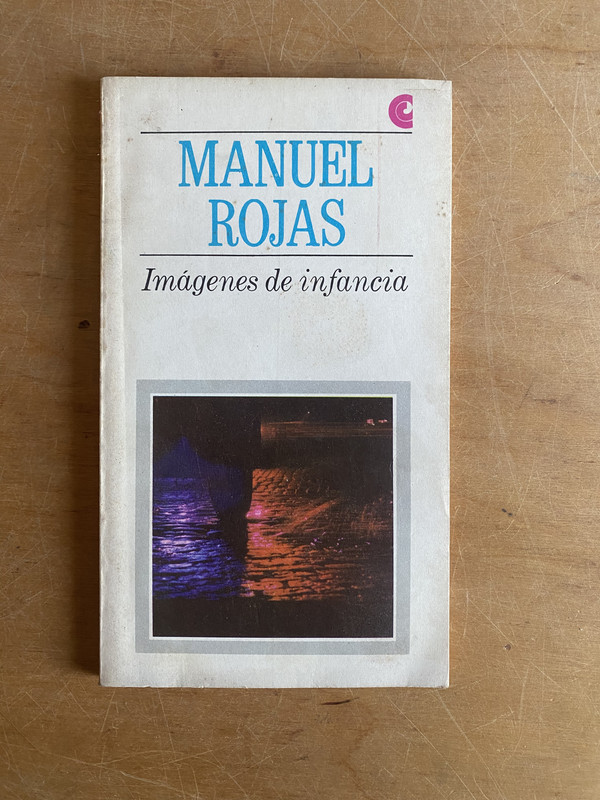 MANUEL
ROJAS
Imágenes de infancia